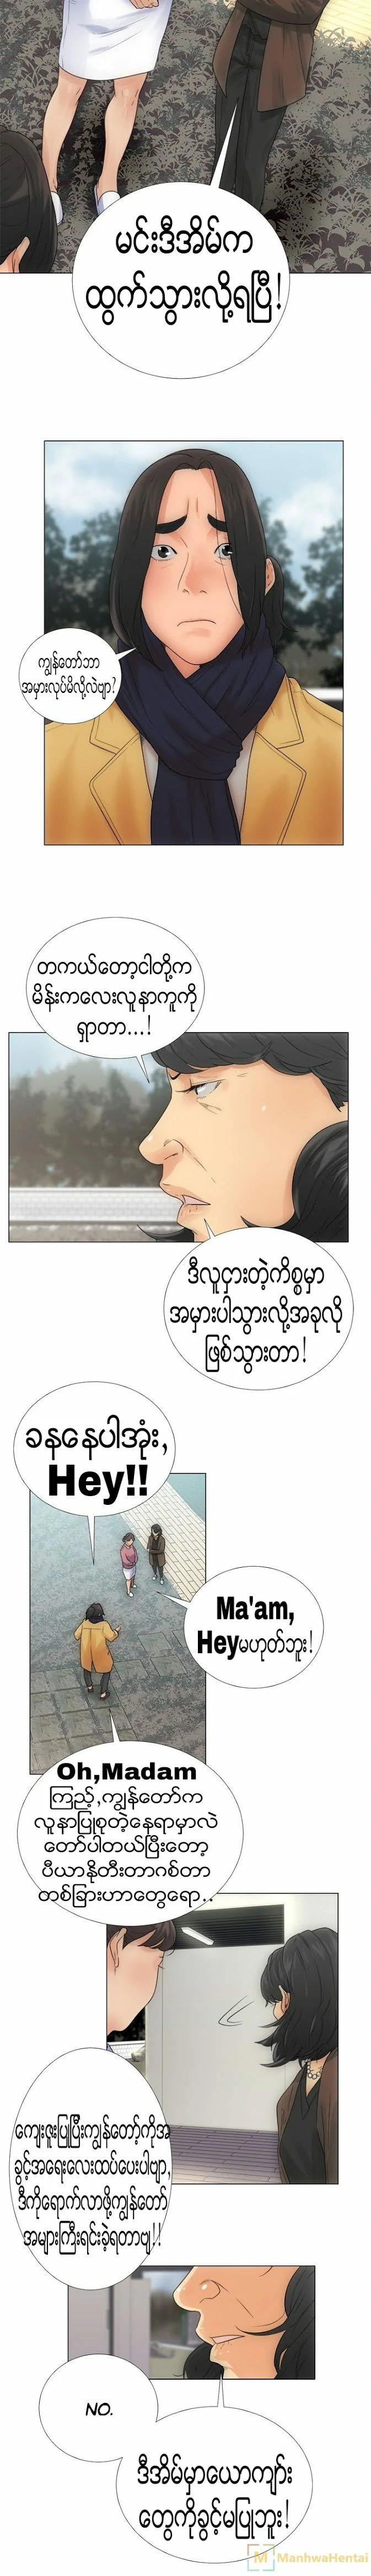 မင်းဒီအိမ်က
ထွက်သွားလို့ရပြီ!
ကျွန်တော်ဘာ
အမှားလုပ်မိလို့လဲဗျာ?
တကယ်တော့ငါတို့က
မိန်းကလေးလူနာကူကို
ရှာတာ...!
ဒီလူငှားတဲ့ကိစ္စမှာ
အမှားပါသွားလို့အခုလို
ဖြစ်သွားတာ!
ခနနေပါအုံး,
Hey!!
Ma'am,
Heyမဟုတ်ဘူး!
Oh,Madam
ကြည့်,ကျွန်တော်က
လူနာပြုစုတဲ့နေရာမှာလဲ
တော်ပါတယ်ပြီးတော့
ပီယာနိုတီးတာဂစ်တာ
တစ်ခြားဟာတွေရော..
ကျေးဇူးပြုပြီးကျွန်တော့်ကိုအ
ခွင့်အရေးလေးထပ်ပေးပါဗျာ,
ဒီကိုရောက်လာဖို့ကျွန်တော်
အများကြီးရင်းခဲ့ရတာဗျ!!
NO.
ဒီအိမ်မှာယောကျာ်း
တွေကိုခွင့်မပြုဘူး!
ManhwaHentai